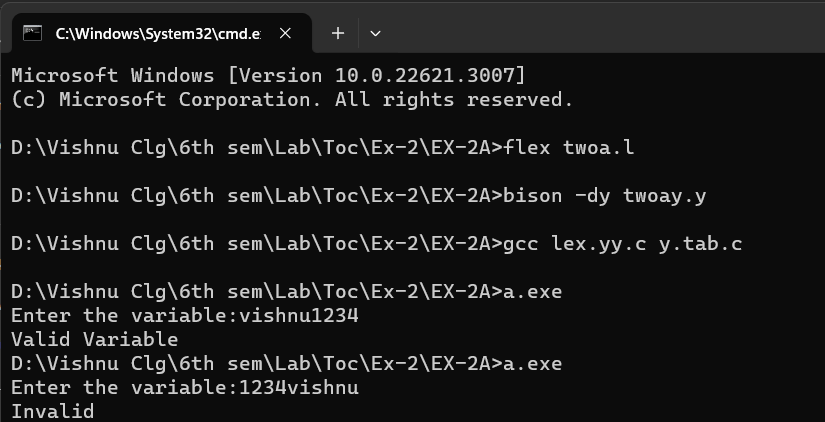 C:\Windows\System32\cmd.e
Microsoft Windows [Version 10.0.22621.3007]
(c) Microsoft Corporation. All rights reserved.
D:\Vishnu Clg\6th sem\Lab\Toc\Ex-2\EX-2A>flex twoa.l
D:\Vishnu Clg\6th sem\Lab\Toc\Ex-2\EX-2A>bison -dy twoay.y
D:\Vishnu Clg\6th sem\Lab\Toc\Ex-2\EX-2A>gcc lex.yy.c y.tab.c
D:\Vishnu Clg\6th sem\Lab\Toc\Ex-2\EX-2A>a.exe
Enter the variable:vishnu1234
Valid Variable
D:\Vishnu Clg\6th sem\Lab\Toc\Ex-2\EX-2A>a.exe
Enter the variable:1234vishnu
Invalid